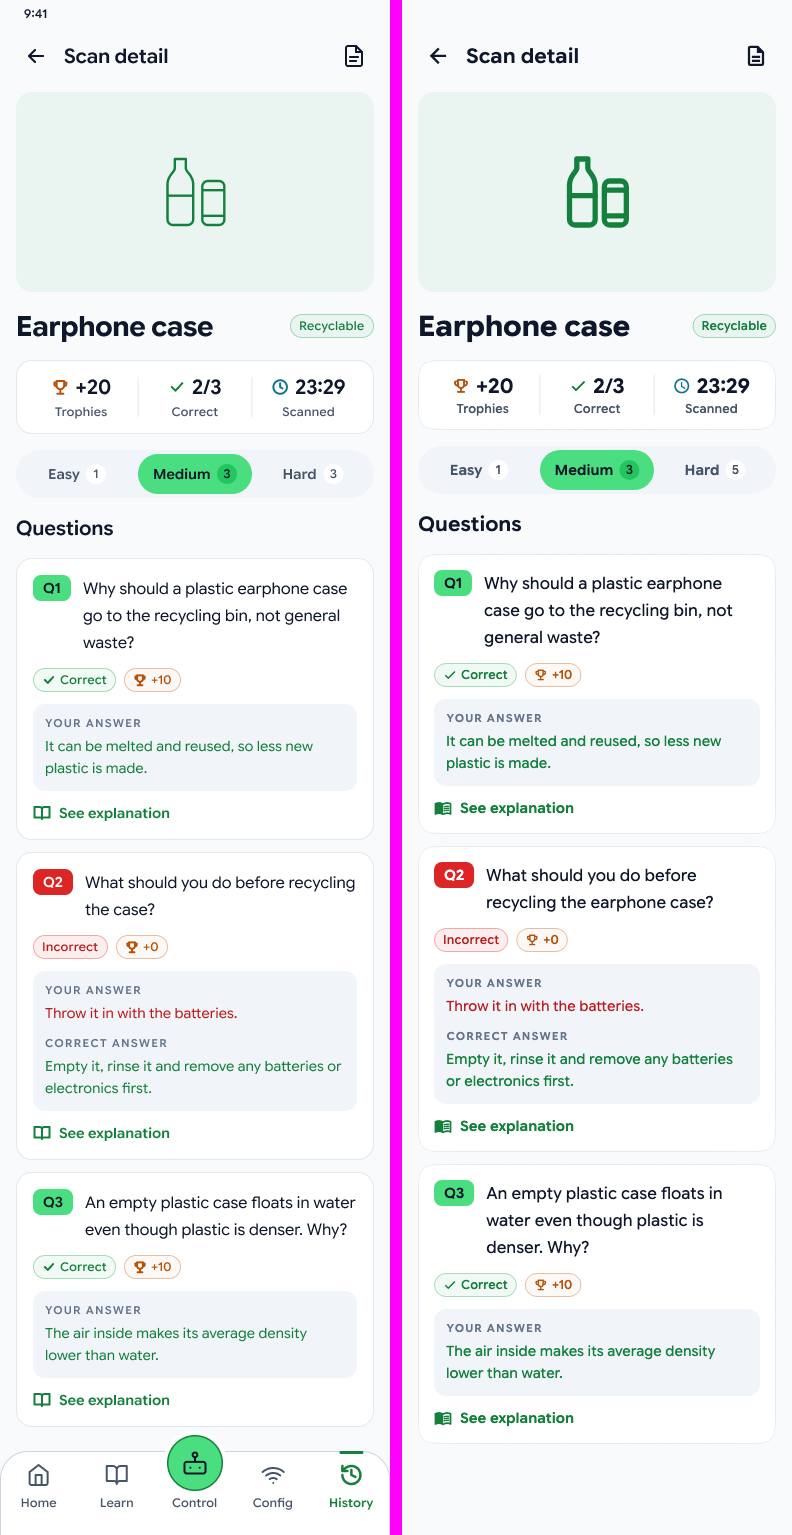 9:41
Scan detail
Earphone case
Recyclable
+20
2/3
23:29
Trophies
Correct
Scanned
Easy 1
Medium 3
Hard 3
Questions
Q1
Why should a plastic earphone case
go to the recycling bin, not general
waste?
Correct
+10
YOUR ANSWER
It can be melted and reused, so less new
plastic is made.
See explanation
Q2
What should you do before recycling
the case?
Incorrect
+0
YOUR ANSWER
Throw it in with the batteries.
CORRECT ANSWER
Empty it, rinse it and remove any batteries or
electronics first.
See explanation
Q3
An empty plastic case floats in water
even though plastic is denser. Why?
Correct
+10
YOUR ANSWER
The air inside makes its average density
lower than water.
See explanation
Home
Learn
Control
Config
History
Scan detail
Earphone case
Recyclable
+20
2/3
23:29
Trophies
Correct
Scanned
Easy 1
Medium 3
Hard 5
Questions
Q1
Why should a plastic earphone
case go to the recycling bin, not
general waste?
Correct
+10
YOUR ANSWER
It can be melted and reused, so less new
plastic is made.
See explanation
Q2
What should you do before
recycling the earphone case?
Incorrect
+0
YOUR ANSWER
Throw it in with the batteries.
CORRECT ANSWER
Empty it, rinse it and remove any batteries
or electronics first.
See explanation
Q3
An empty plastic case floats in
water even though plastic is
denser. Why?
Correct
+10
YOUR ANSWER
The air inside makes its average density
lower than water.
See explanation